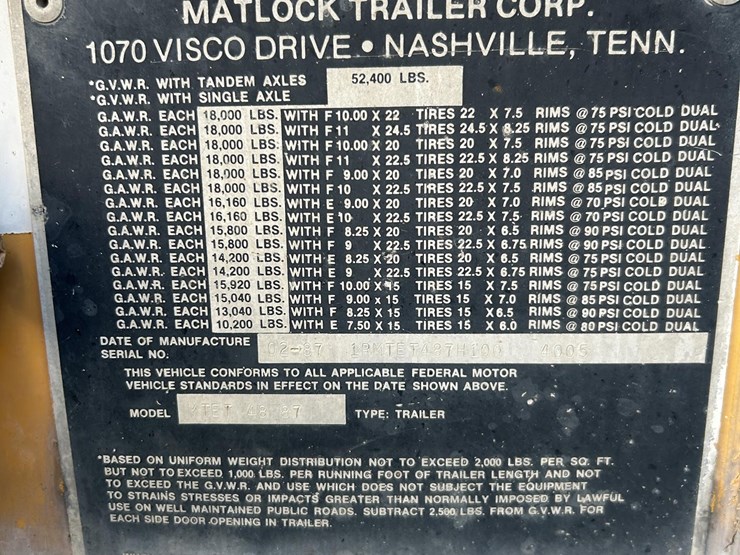 MATLOCK TRAILER CORP.
1070 VISCO DRIVE • NASHVILLE, TENN.
*G.V.W.R. WITH TANDEM AXLES 52,400 LBS.
*G.V.W.R. WITH SINGLE AXLE
G.A.W.R. EACH 18,000 LBS. WITH F 10.00 X 22 TIRES 22 X 7.5 RIMS @ 75 PSI COLD DUAL
G.A.W.R. EACH 18,000 LBS. WITH F 11 X 24.5 TIRES 24.5 X 8.25 RIMS @ 75 PSI COLD DUAL
G.A.W.R. EACH 18,000 LBS. WITH F 10.00 X 20 TIRES 20 X 7.5 RIMS @ 75 PSI COLD DUAL
G.A.W.R. EACH 18,000 LBS. WITH F 11 X 22.5 TIRES 22.5 X 8.25 RIMS @ 75 PSI COLD DUAL
G.A.W.R. EACH 18,000 LBS. WITH F 9.00 X 20 TIRES 20 X 7.0 RIMS @ 85 PSI COLD DUAL
G.A.W.R. EACH 18,000 LBS. WITH F 10 X 22.5 TIRES 22.5 X 7.5 RIMS @ 85 PSI COLD DUAL
G.A.W.R. EACH 16,160 LBS. WITH E 9.00 X 20 TIRES 20 X 7.0 RIMS @ 70 PSI COLD DUAL
G.A.W.R. EACH 16,160 LBS. WITH E 10 X 22.5 TIRES 22.5 X 7.5 RIMS @ 70 PSI COLD DUAL
G.A.W.R. EACH 15,800 LBS. WITH F 8.25 X 20 TIRES 20 X 6.5 RIMS @ 90 PSI COLD DUAL
G.A.W.R. EACH 15,800 LBS. WITH F 9 X 22.5 TIRES 22.5 X 6.75 RIMS @ 90 PSI COLD DUAL
G.A.W.R. EACH 14,200 LBS. WITH E 8.25 X 20 TIRES 20 X 6.5 RIMS @ 75 PSI COLD DUAL
G.A.W.R. EACH 14,200 LBS. WITH E 9 X 22.5 TIRES 22.5 X 6.75 RIMS @ 75 PSI COLD DUAL
G.A.W.R. EACH 15,920 LBS. WITH F 10.00 x 15 TIRES 15 X 7.5 RIMS @ 75 PSI COLD DUAL
G.A.W.R. EACH 15,040 LBS. WITH F 9.00 x 15 TIRES 15 X 7.0 RIMS @ 85 PSI COLD DUAL
G.A.W.R. EACH 13,040 LBS. WITH F 8.25 X 15 TIRES 15 X 6.5 RIMS @ 90 PSI COLD DUAL
G.A.W.R. EACH 10,200 LBS. WITH E 7.50 X 15 TIRES 15 X 6.0 RIMS @ 80 PSI COLD DUAL
DATE OF MANUFACTURE 02-87
SERIAL NO. 4005
THIS VEHICLE CONFORMS TO ALL APPLICABLE FEDERAL MOTOR
VEHICLE STANDARDS IN EFFECT ON THE DATE SHOWN ABOVE.
MODEL TYPE: TRAILER
*BASED ON UNIFORM WEIGHT DISTRIBUTION NOT TO EXCEED 2,000 LBS. PER SQ. FT.
BUT NOT TO EXCEED 1,000 LBS. PER RUNNING FOOT OF TRAILER LENGTH AND NOT
TO EXCEED THE G.V.W.R. AND USE WHICH DOES NOT SUBJECT THE EQUIPMENT
TO STRAINS STRESSES OR IMPACTS GREATER THAN NORMALLY IMPOSED BY LAWFUL
USE ON WELL MAINTAINED PUBLIC ROADS. SUBTRACT 2,500 LBS. FROM G.V.W.R. FOR
EACH SIDE DOOR OPENING IN TRAILER.